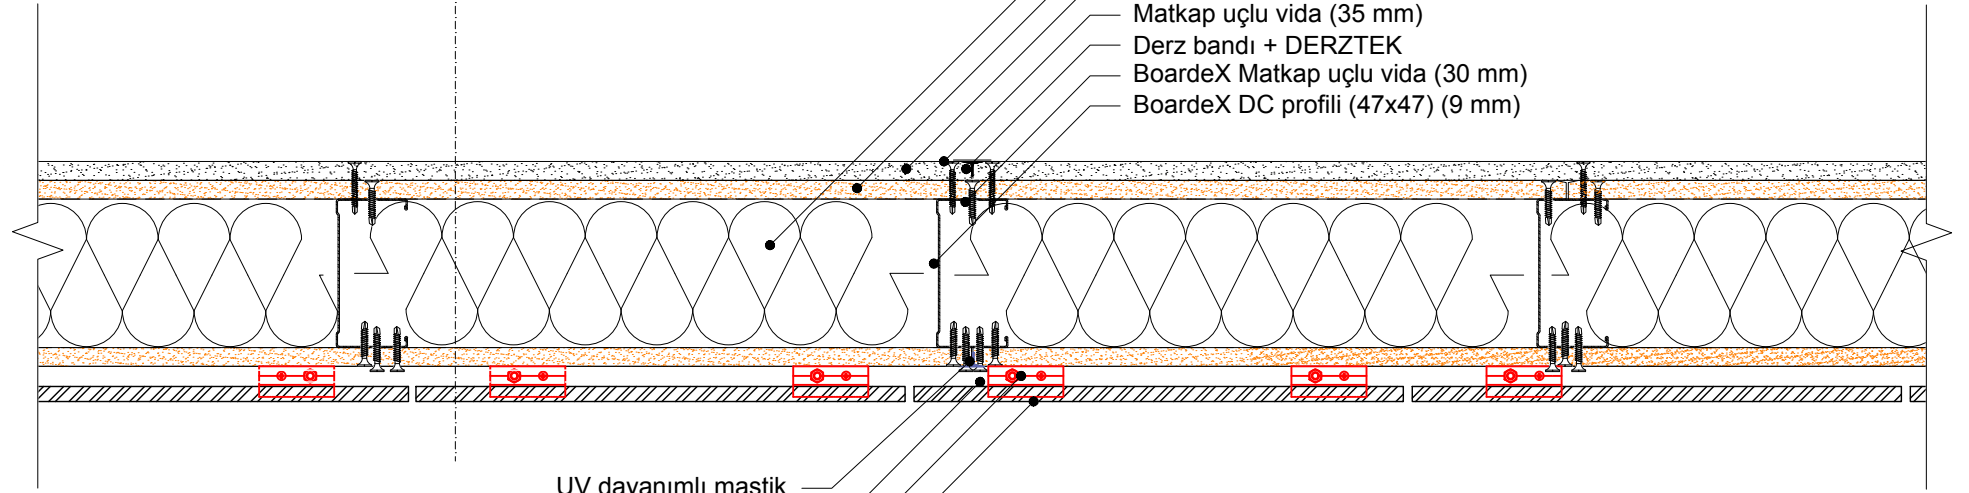 Matkap uçlu vida (35 mm)
Derz bandı + DERZTEK
BoardeX Matkap uçlu vida (30 mm)
BoardeX DC profili (47x47) (9 mm)
UV dayanımlı mastik